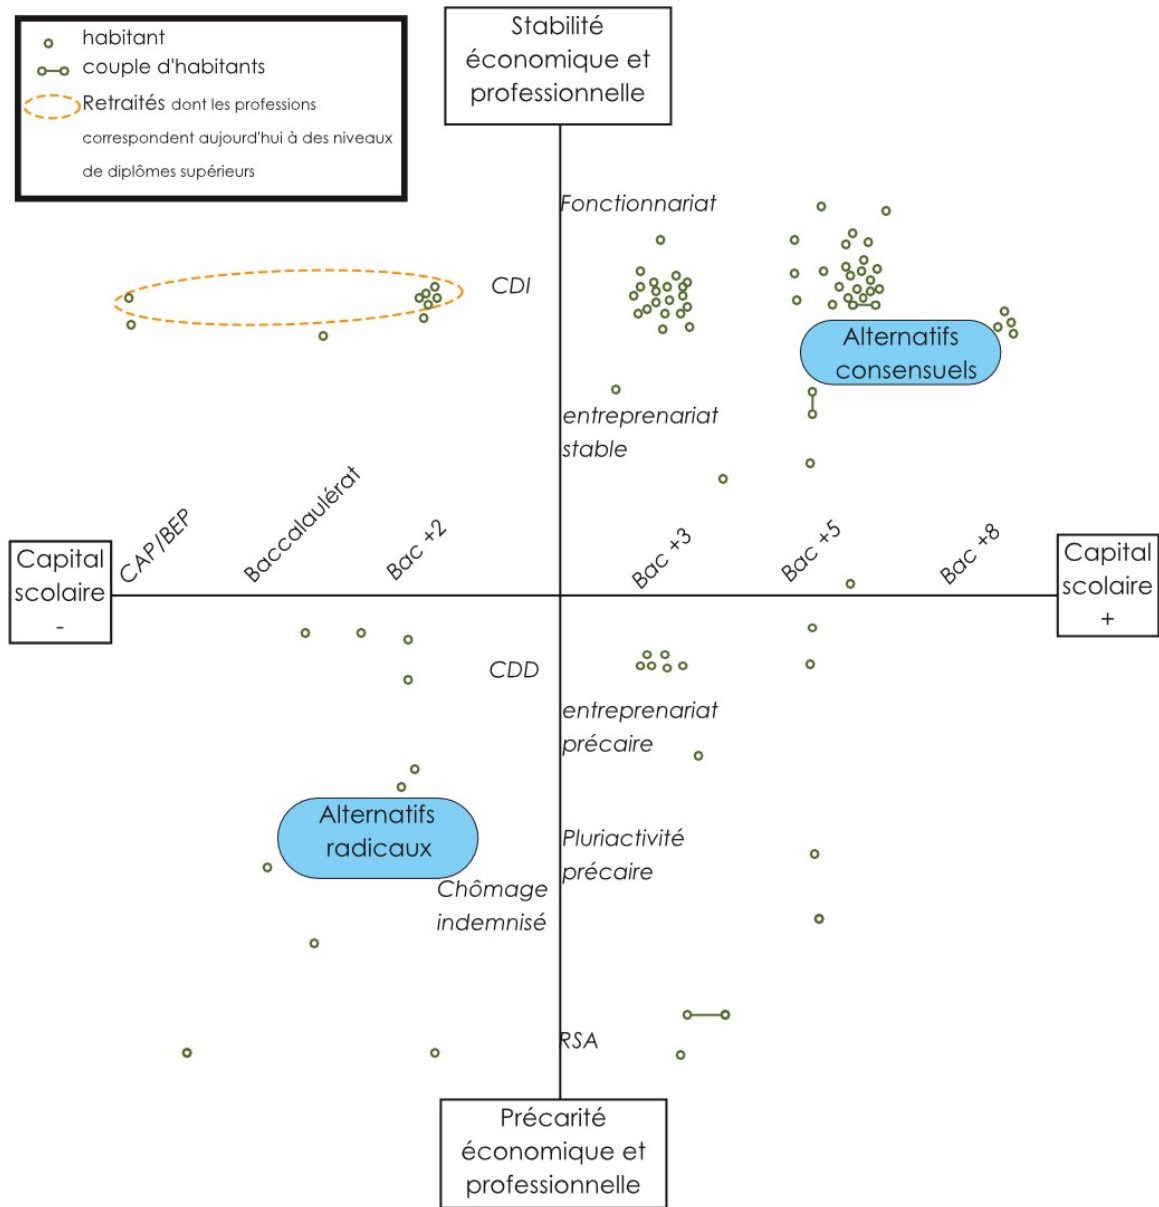 habitant
couple d'habitants
Retraités dont les professions
correspondent aujourd'hui à des niveaux
de diplômes supérieurs
Stabilité
économique et
professionnelle
Fonctionnariat
CDI
Alternatifs
consensuels
entreprenariat
stable
CAP/BEP
Baccalaulérat
Bac +2
Bac +3
Bac +5
Bac +8
Capital
scolaire
-
Capital
scolaire
+
CDD
entreprenariat
précaire
Alternatifs
radicaux
Pluriactivité
précaire
Chômage
indemnisé
RSA
Précarité
économique et
professionnelle